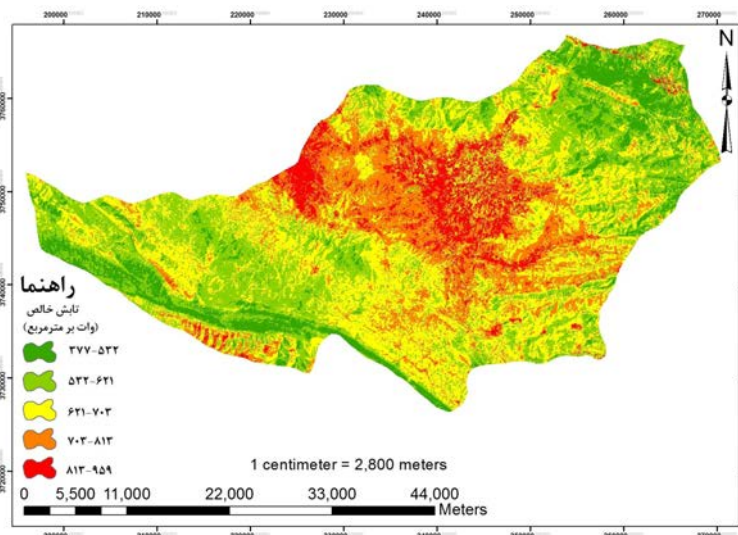 200000 210000 220000 230000 240000 250000 260000 270000
N
3760000
3750000
3740000
3730000
3720000
راهنما
تابش خالص
(وات بر مترمربع)
۳۷۷-۵۳۲
۵۳۲-۶۲۱
۶۲۱-۷۰۳
۷۰۳-۸۱۳
۸۱۳-۹۵۹
1 centimeter = 2,800 meters
0 5,500 11,000 22,000 33,000 44,000
Meters